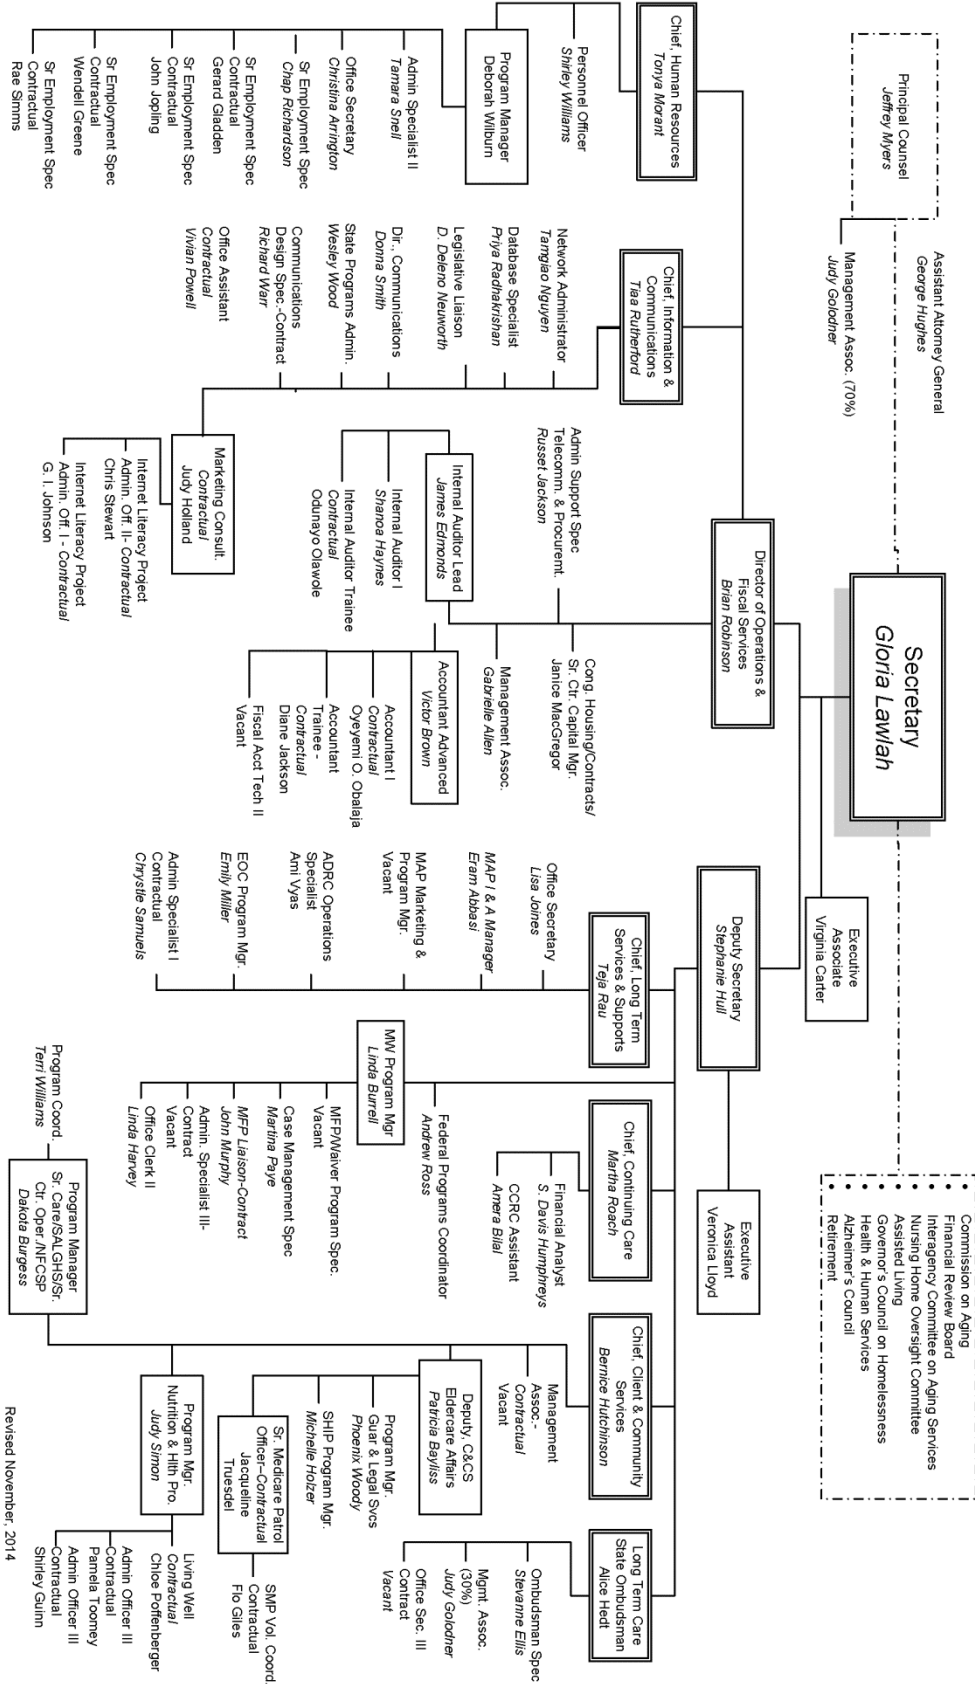 Secretary
Gloria Lawlah
Principal Counsel
Jeffrey Myers
Assistant Attorney General
George Hughes
Management Assoc. (70%)
Judy Golodner
• Commission on Aging
• Financial Review Board
• Interagency Committee on Aging Services
• Nursing Home Oversight Committee
• Assisted Living
• Governor's Council on Homelessness
• Health & Human Services
• Alzheimer's Council
• Retirement
Executive
Associate
Virginia Carter
Director of Operations &
Fiscal Services
Brian Robinson
Deputy Secretary
Stephanie Hull
Executive
Assistant
Veronica Lloyd
Chief, Human Resources
Tonya Morant
Personnel Officer
Shirley Williams
Program Manager
Deborah Wilburn
Admin Specialist II
Tamara Snell
Office Secretary
Christina Arrington
Sr Employment Spec
Chap Richardson
Sr Employment Spec
Contractual
Gerard Gladden
Sr Employment Spec
Contractual
John Jopling
Sr Employment Spec
Contractual
Wendell Greene
Sr Employment Spec
Contractual
Rae Simms
Chief, Information &
Communications
Tiaa Rutherford
Network Administrator
Tamgiao Nguyen
Database Specialist
Priya Radhakrishan
Legislative Liaison
D. Deleno Neuworth
Dir., Communications
Donna Smith
State Programs Admin.
Wesley Wood
Communications
Design Spec.-Contract
Richard Warr
Office Assistant
Contractual
Vivian Powell
Marketing Consult.
Contractual
Judy Holland
Internet Literacy Project
Admin. Off. II- Contractual
Chris Stewart
Internet Literacy Project
Admin. Off. I - Contractual
G. I. Johnson
Admin Support Spec
Telecomm. & Procuremt.
Russet Jackson
Cong. Housing/Contracts/
Sr. Ctr. Capital Mgr.
Janice MacGregor
Management Assoc.
Gabrielle Allen
Internal Auditor Lead
James Edmonds
Internal Auditor I
Shanoa Haynes
Internal Auditor Trainee
Contractual
Odunayo Olawole
Accountant Advanced
Victor Brown
Accountant I
Contractual
Oyeyemi O. Obalaja
Accountant
Trainee -
Contractual
Diane Jackson
Fiscal Acct Tech II
Vacant
Chief, Long Term
Services & Supports
Teja Rau
Office Secretary
Lisa Joines
MAP I & A Manager
Eram Abbasi
MAP Marketing &
Program Mgr.
Vacant
ADRC Operations
Specialist
Ami Vyas
EOC Program Mgr.
Emily Miller
Admin Specialist I
Contractual
Chrystle Samuels
Federal Programs Coordinator
Andrew Ross
MW Program Mgr
Linda Burrell
MFP/Waiver Program Spec.
Vacant
Case Management Spec
Martina Paye
MFP Liaison-Contract
John Murphy
Admin. Specialist III-
Contract
Vacant
Office Clerk II
Linda Harvey
Chief, Continuing Care
Martha Roach
Financial Analyst
S. Davis Humphreys
CCRC Assistant
Amera Bilal
Chief, Client & Community
Services
Bernice Hutchinson
Management
Assoc.-
Contractual
Vacant
Deputy, C&CS
Eldercare Affairs
Patricia Bayliss
Program Mgr.
Guar & Legal Svcs
Phoenix Woody
SHIP Program Mgr.
Michelle Holzer
Sr. Medicare Patrol
Officer–Contractual
Jacqueline
Truesdel
SMP Vol. Coord.
Contractual
Flo Giles
Program Mgr.
Nutrition & Hlth Pro.
Judy Simon
Living Well
Contractual
Chloe Poffenberger
Admin Officer III
Contractual
Pamela Toomey
Admin Officer III
Contractual
Shirley Guinn
Program Manager
Sr. Care/SALGHS/Sr.
Ctr. Oper./NFCSP
Dakota Burgess
Program Coord.
Terri Williams
Long Term Care
State Ombudsman
Alice Hedt
Ombudsman Spec
Stevanne Ellis
Mgmt. Assoc.
(30%)
Judy Golodner
Office Sec. III
Contract
Vacant
Revised November, 2014